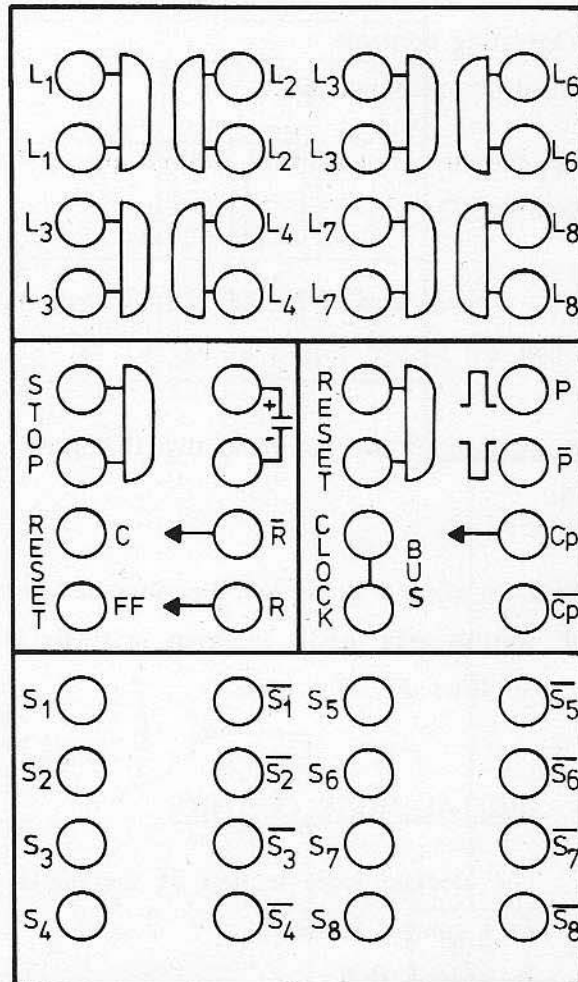 L1 L2 L3 L6
L1 L2 L3 L6
L3 L4 L7 L8
L3 L4 L7 L8
STOP
+
-
RESET
P
P̅
RESET
C
R̅
FF
R
CLOCK
BUS
Cp
C̅p̅
S1 S̅1̅ S5 S̅5̅
S2 S̅2̅ S6 S̅6̅
S3 S̅3̅ S7 S̅7̅
S4 S̅4̅ S8 S̅8̅